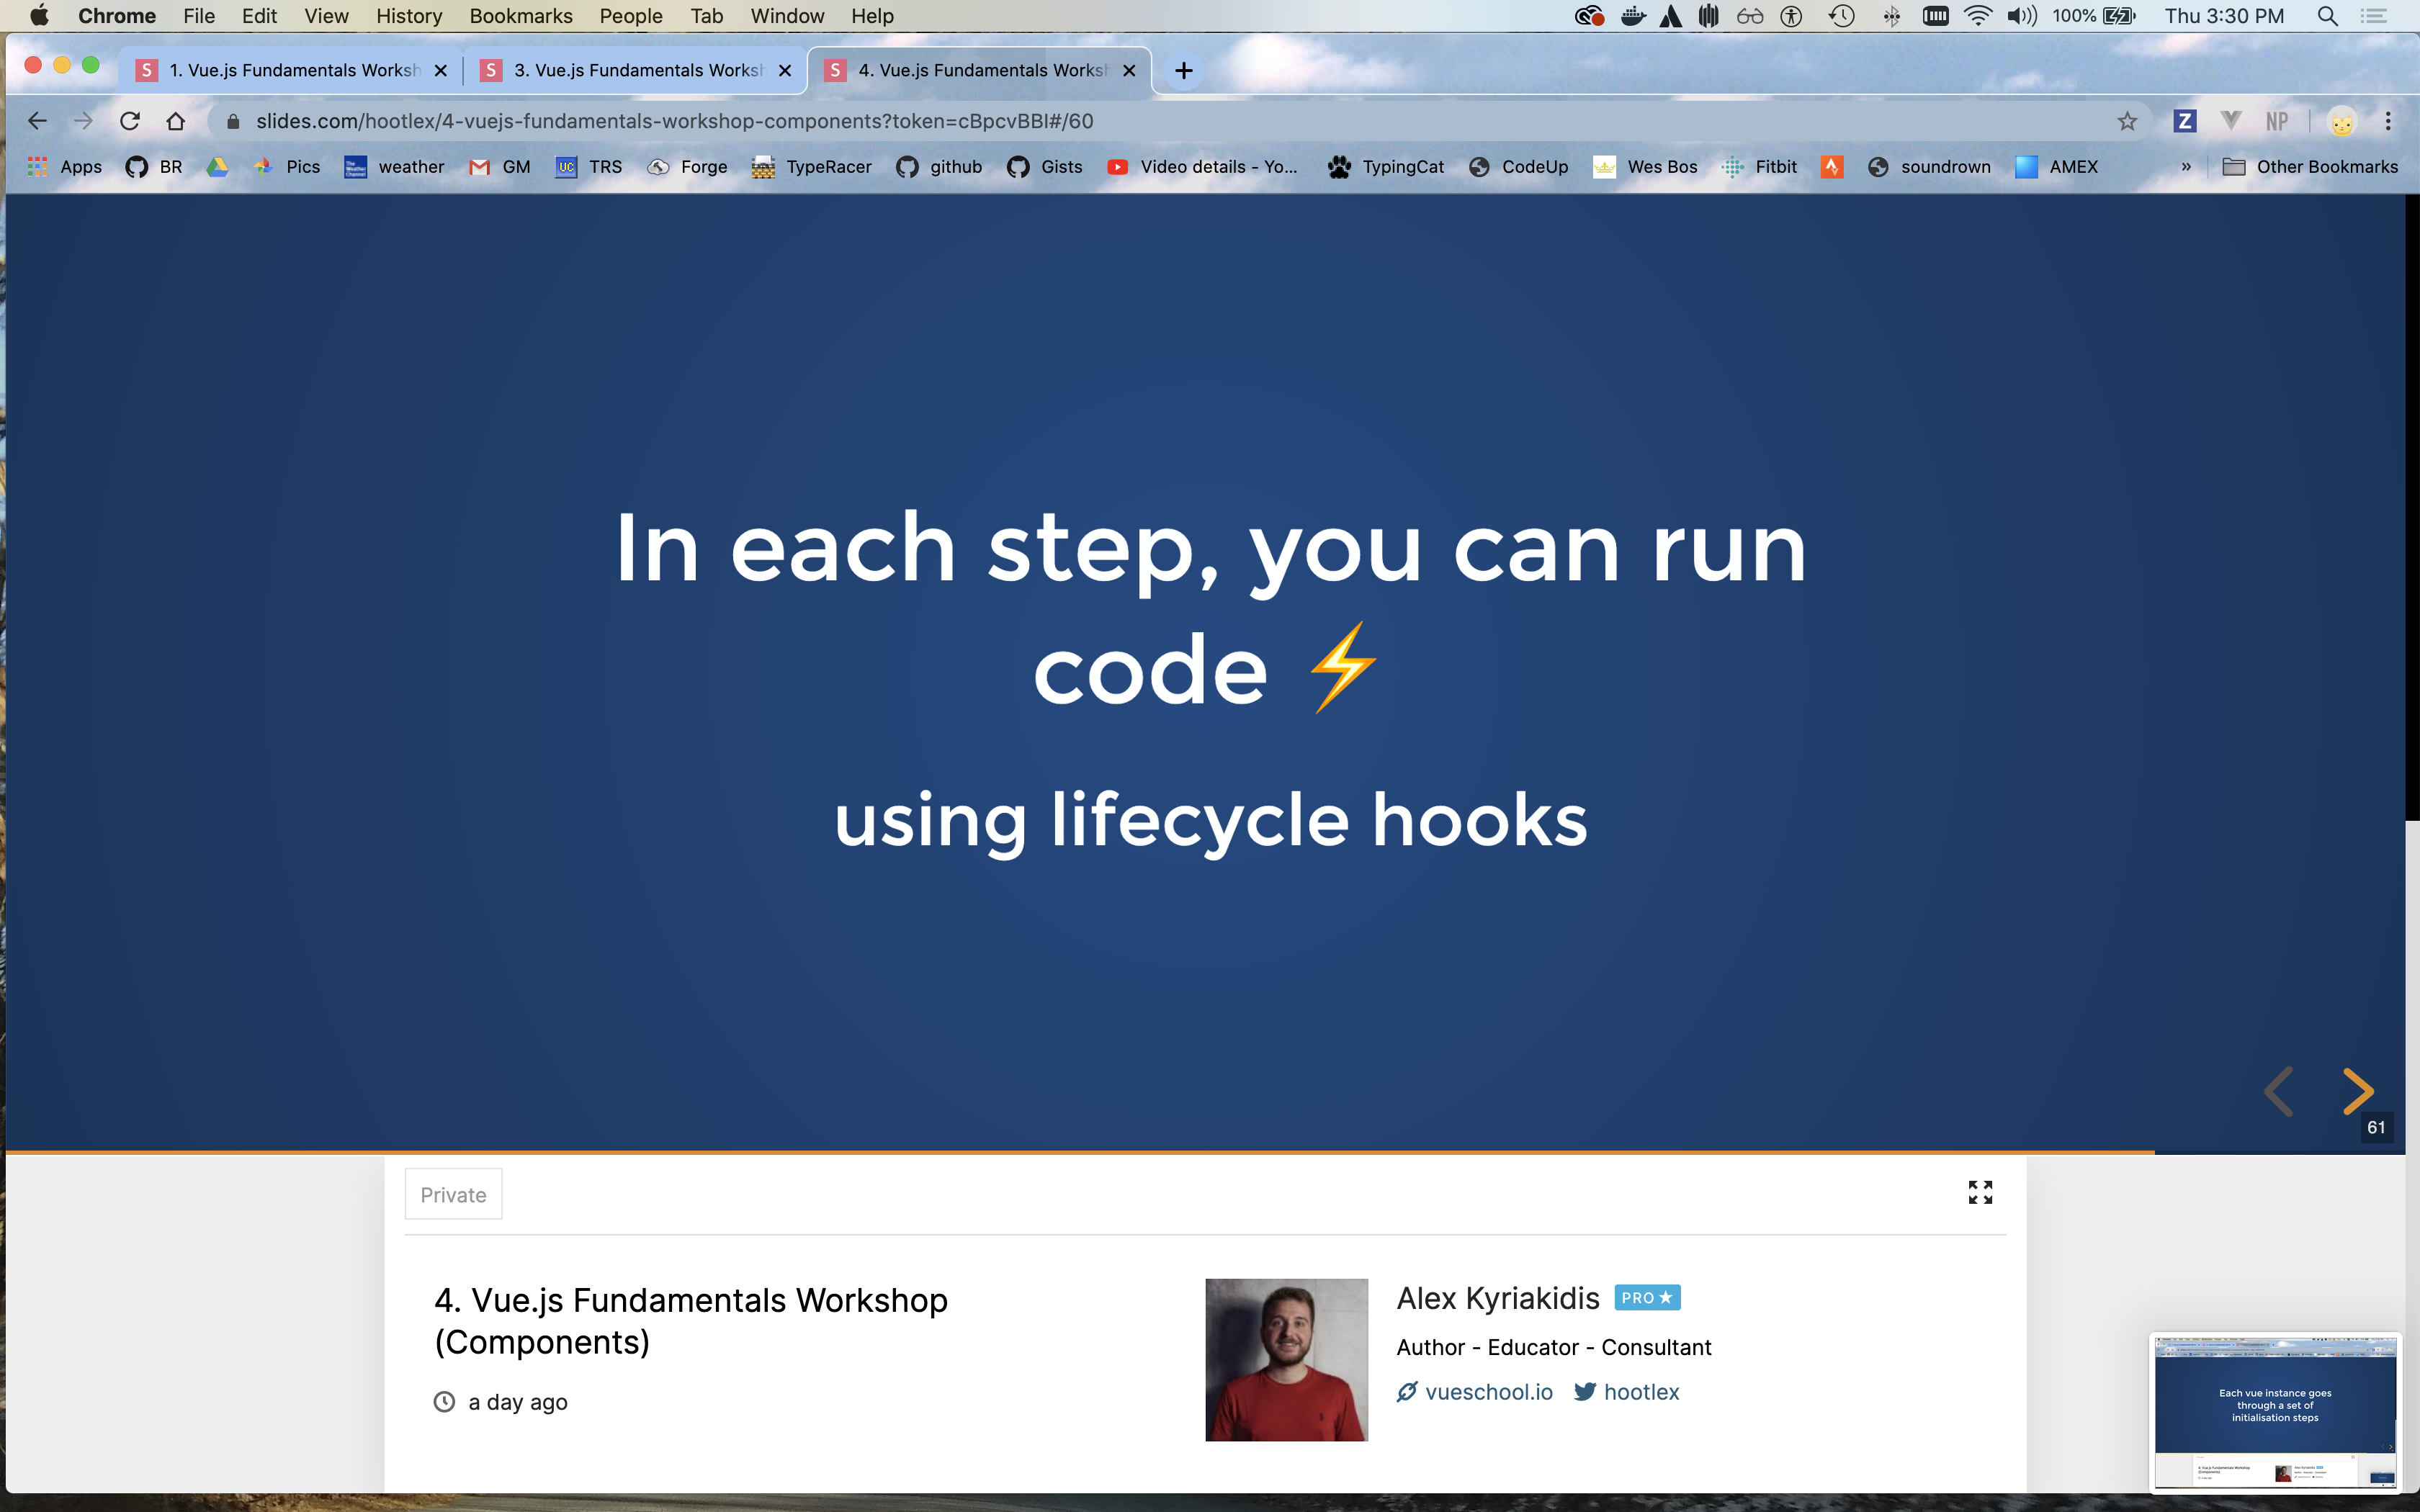 Chrome File Edit View History Bookmarks People Tab Window Help 100% Thu 3:30 PM
S 1. Vue.js Fundamentals Worksh S 3. Vue.js Fundamentals Worksh S 4. Vue.js Fundamentals Worksh
slides.com/hootlex/4-vuejs-fundamentals-workshop-components?token=cBpcvBBI#/60 Z NP
Apps BR Pics weather GM UC TRS Forge TypeRacer github Gists Video details - Yo... TypingCat CodeUp Wes Bos Fitbit soundrown AMEX » Other Bookmarks
In each step, you can run
code ⚡
using lifecycle hooks
61
Private
4. Vue.js Fundamentals Workshop
(Components)
a day ago
Alex Kyriakidis PRO ★
Author - Educator - Consultant
vueschool.io hootlex
Each vue instance goes
through a set of
initialisation steps